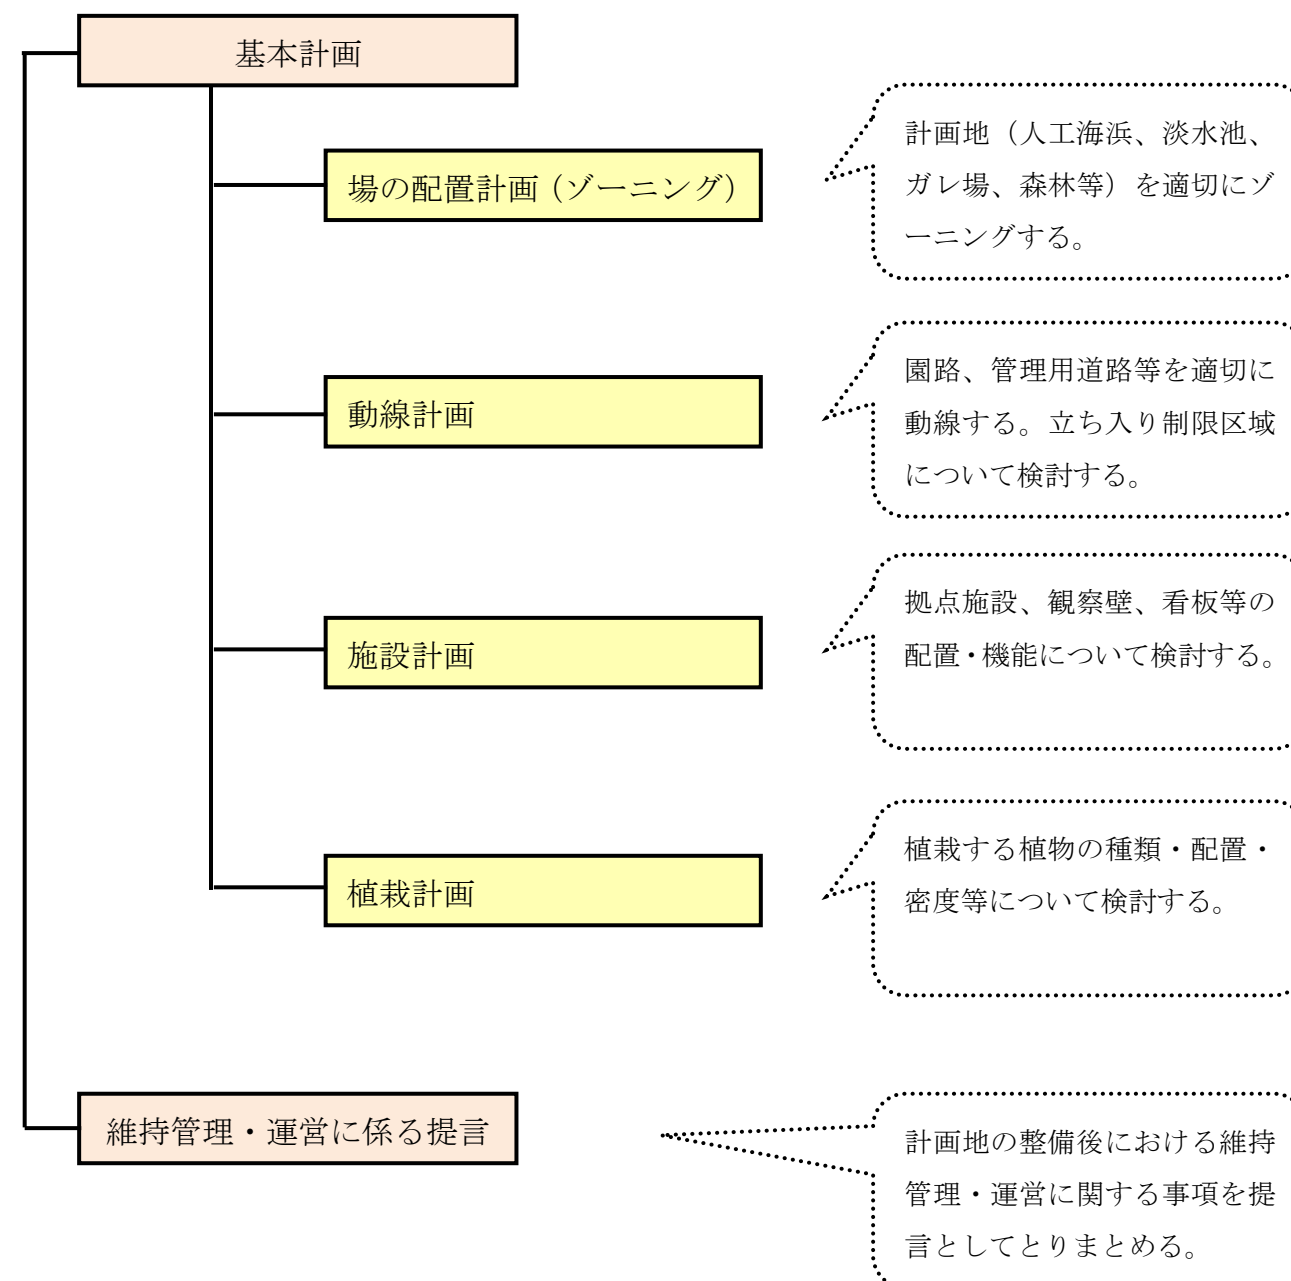 基本計画
場の配置計画（ゾーニング）
計画地（人工海浜、淡水池、
ガレ場、森林等）を適切にゾ
ーニングする。
動線計画
園路、管理用道路等を適切に
動線する。立ち入り制限区域
について検討する。
施設計画
拠点施設、観察壁、看板等の
配置・機能について検討する。
植栽計画
植栽する植物の種類・配置・
密度等について検討する。
維持管理・運営に係る提言
計画地の整備後における維持
管理・運営に関する事項を提
言としてとりまとめる。